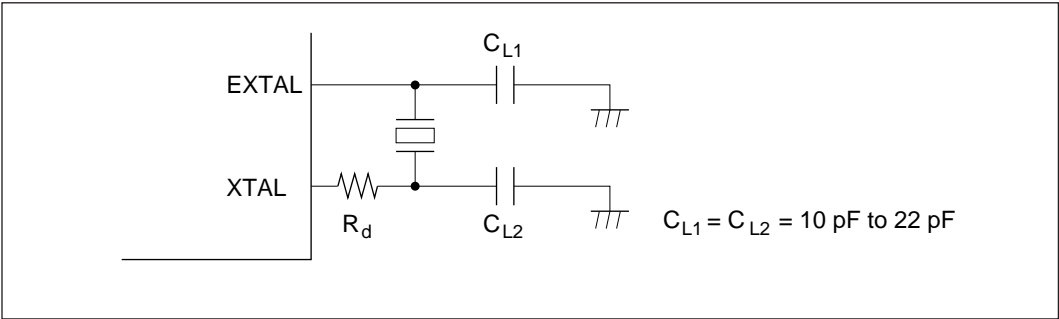 C_L1
EXTAL
XTAL
R_d
C_L2
C_L1 = C_L2 = 10 pF to 22 pF